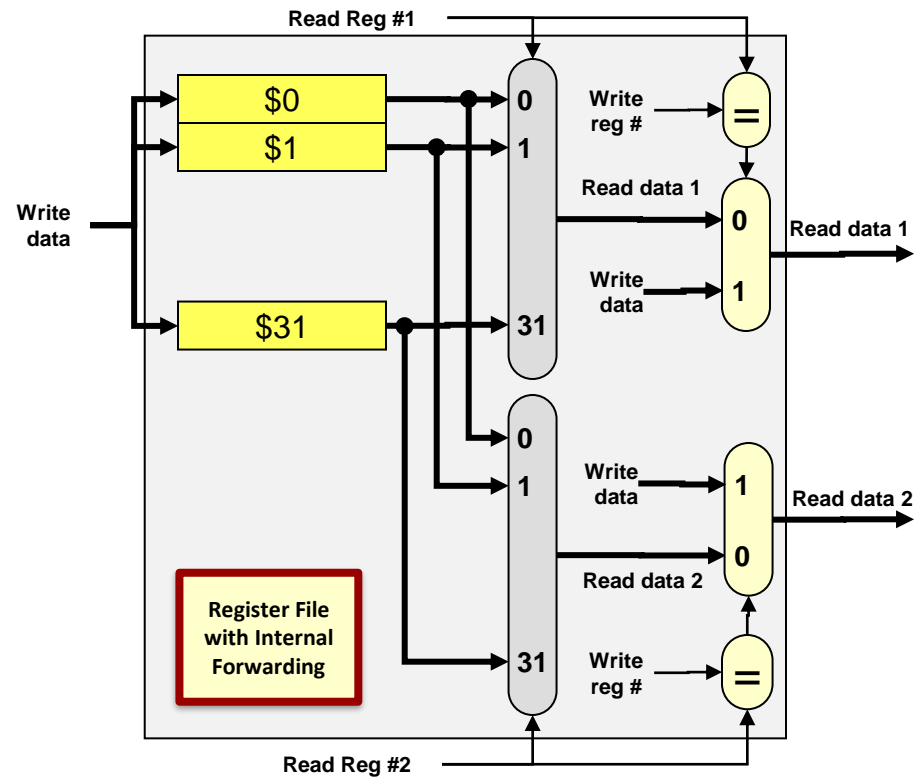 Read Reg #1
$0
$1
$31
Write
data
0
1
31
Write
reg #
=
Read data 1
0
Write
data
1
Read data 1
0
1
31
Write
data
1
0
Read data 2
Read data 2
Write
reg #
=
Register File
with Internal
Forwarding
Read Reg #2